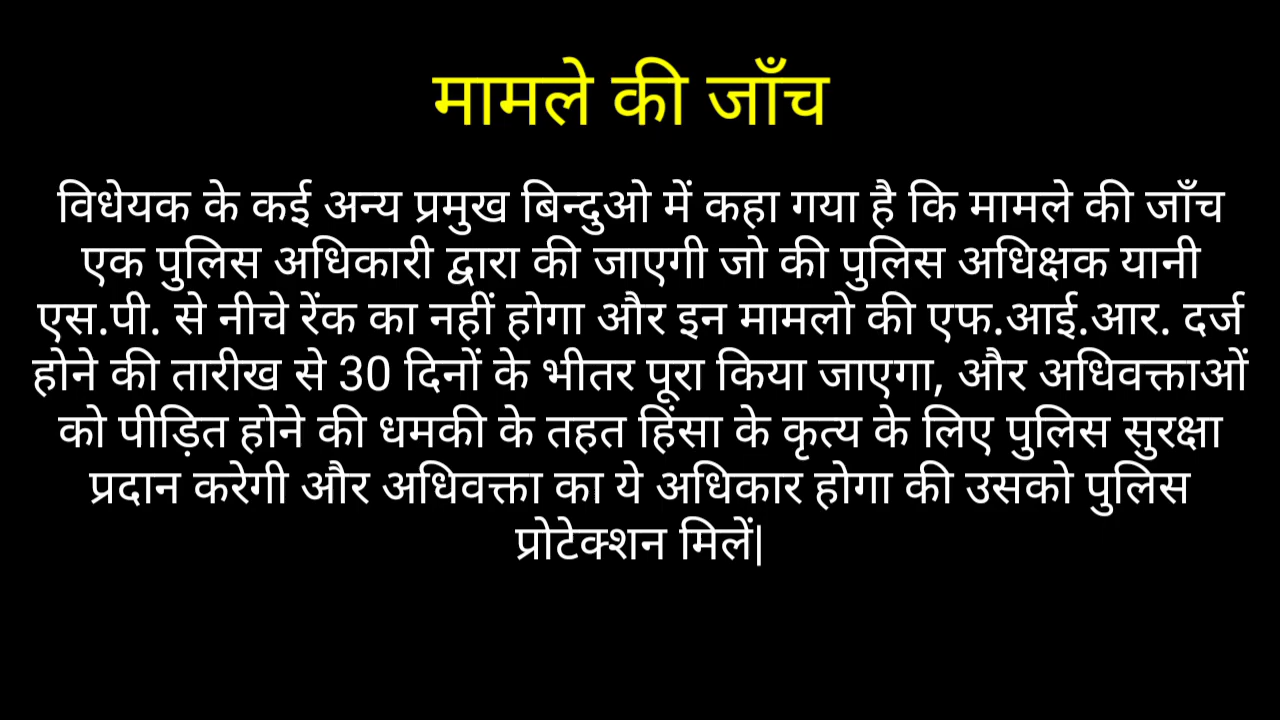 मामले की जाँच
विधेयक के कई अन्य प्रमुख बिन्दुओ में कहा गया है कि मामले की जाँच
एक पुलिस अधिकारी द्वारा की जाएगी जो की पुलिस अधिक्षक यानी
एस.पी. से नीचे रेंक का नहीं होगा और इन मामलो की एफ.आई.आर. दर्ज
होने की तारीख से 30 दिनों के भीतर पूरा किया जाएगा, और अधिवक्ताओं
को पीड़ित होने की धमकी के तहत हिंसा के कृत्य के लिए पुलिस सुरक्षा
प्रदान करेगी और अधिवक्ता का ये अधिकार होगा की उसको पुलिस
प्रोटेक्शन मिलें|